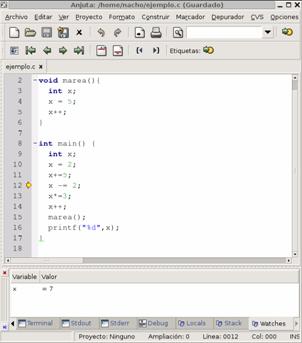 Anjuta: /home/nacho/ejemplo.c (Guardado)
Archivo Editar Ver Proyecto Formato Construir Marcador Depurador CVS Opciones
Etiquetas:
ejemplo.c
2 void marea(){
3 int x;
4 x = 5;
5 x++;
6 }
7
8 int main() {
9 int x;
10 x = 2;
11 x+=5;
12 x -= 2;
13 x*=3;
14 x++;
15 marea();
16 printf("%d",x);
17 }
18
Variable Valor
x = 7
Terminal Stdout Stderr Debug Locals Stack Watches
Proyecto: Ninguno Ampliación: 0 Línea: 0012 Col: 000 INS